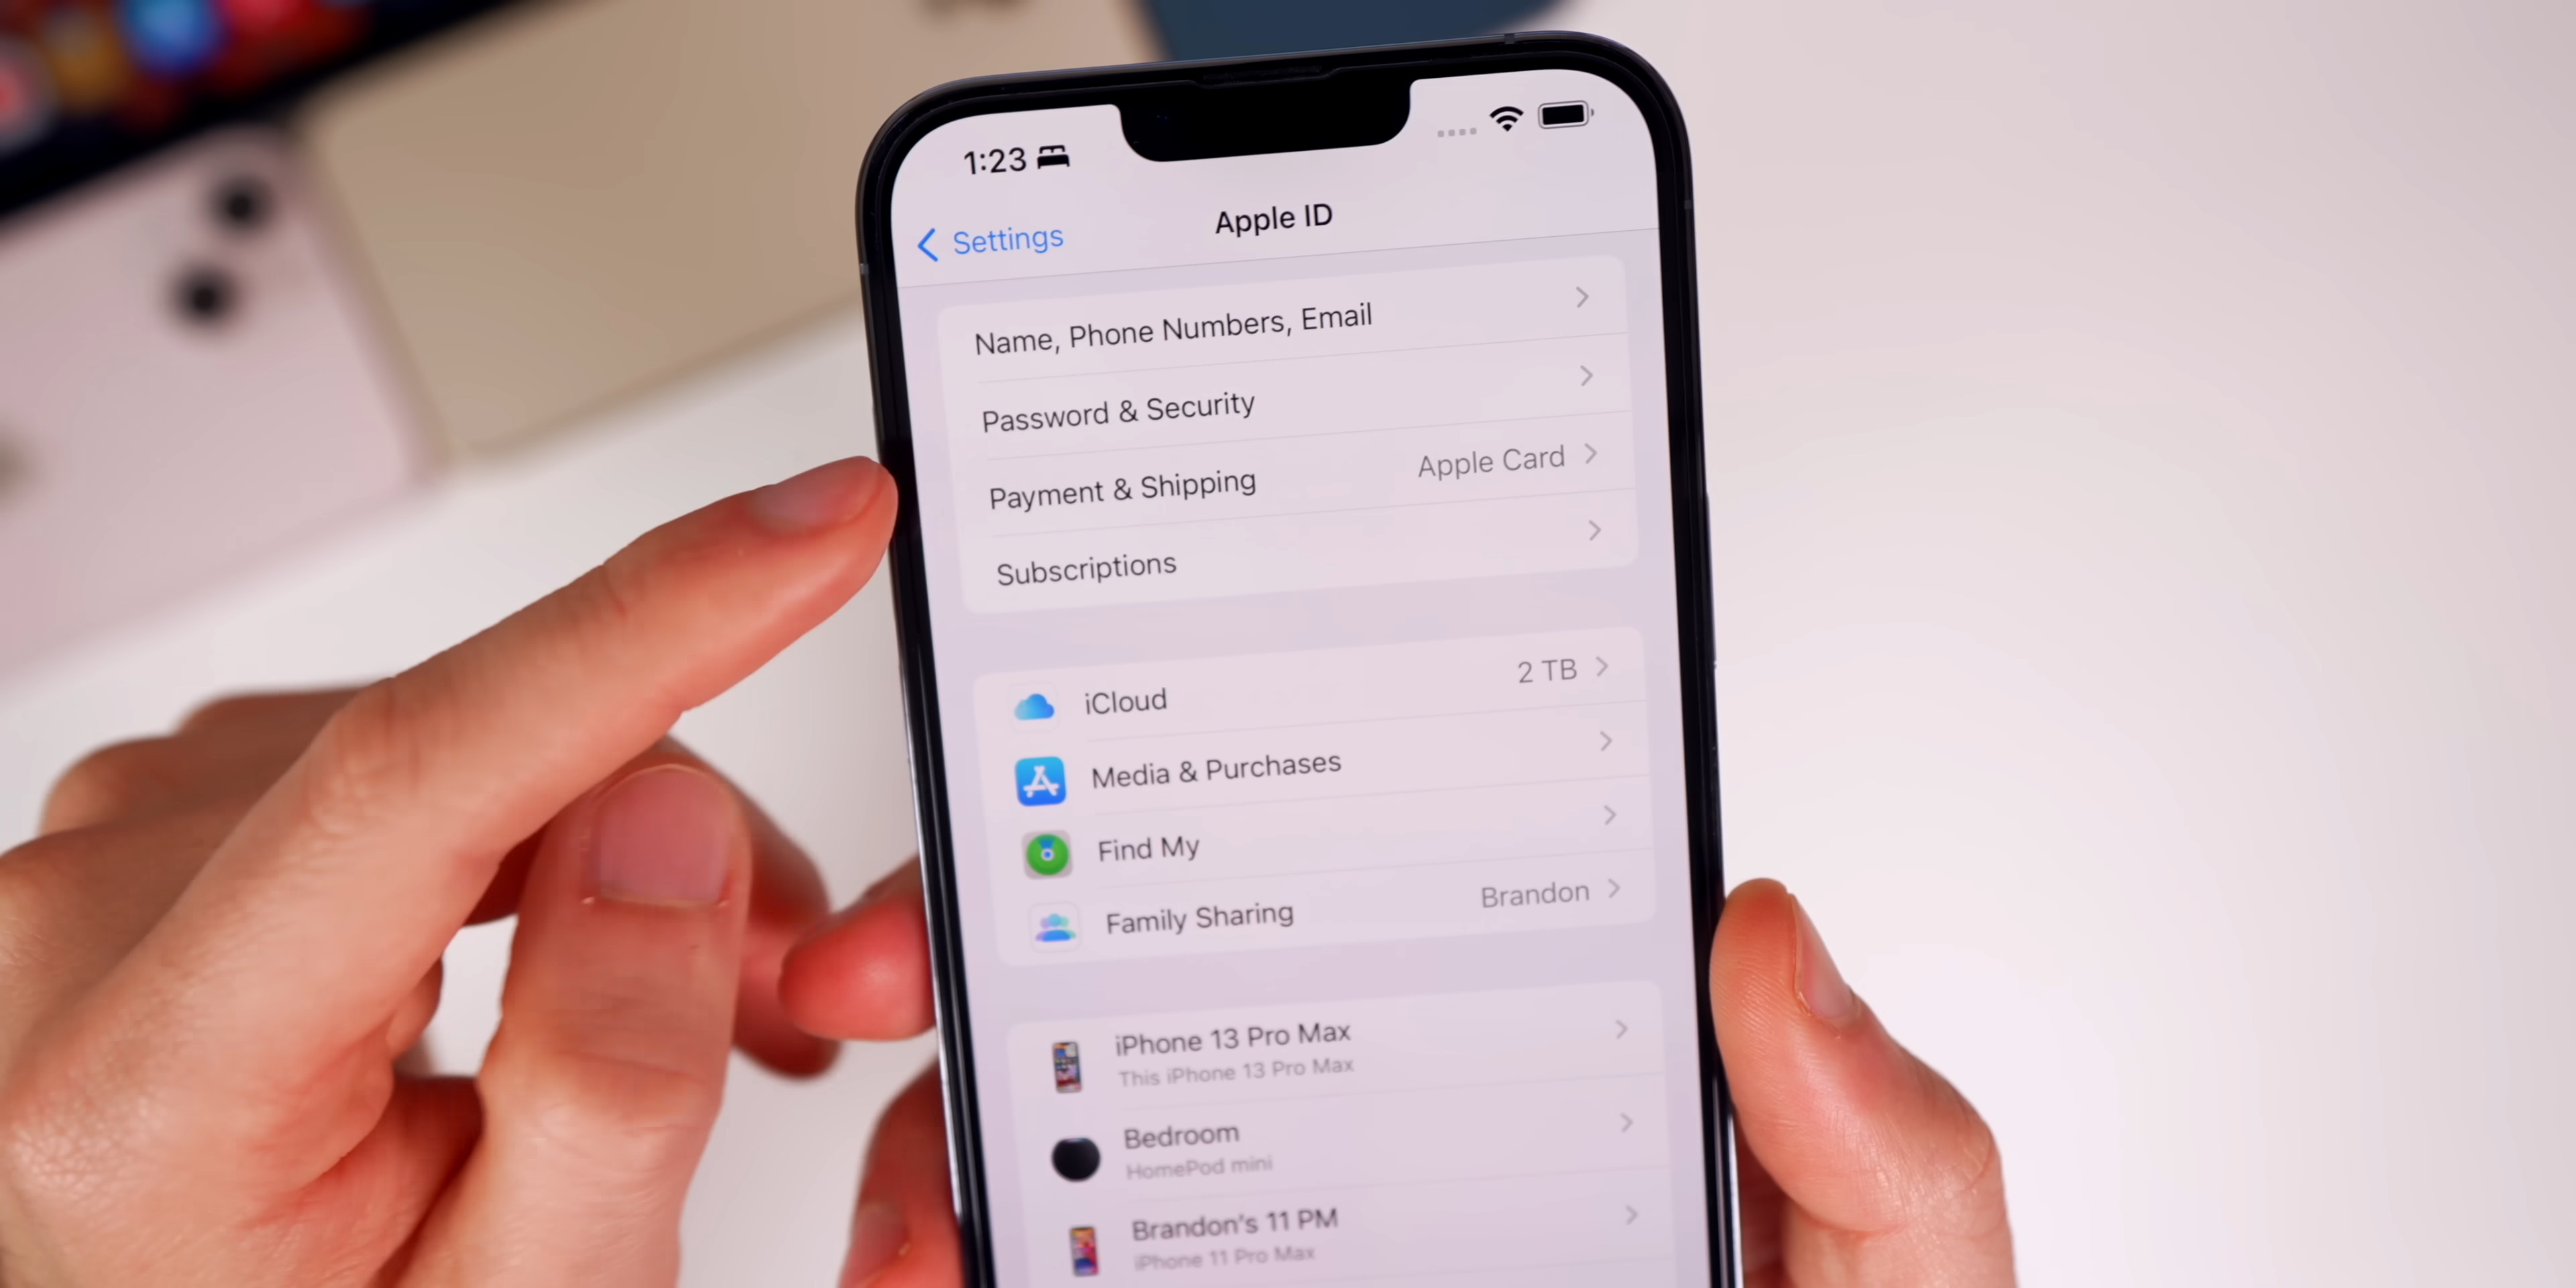 1:23
Settings
Apple ID
Name, Phone Numbers, Email
Password & Security
Payment & Shipping Apple Card
Subscriptions
iCloud 2 TB
Media & Purchases
Find My
Family Sharing Brandon
iPhone 13 Pro Max
This iPhone 13 Pro Max
Bedroom
HomePod mini
Brandon's 11 PM
iPhone 11 Pro Max